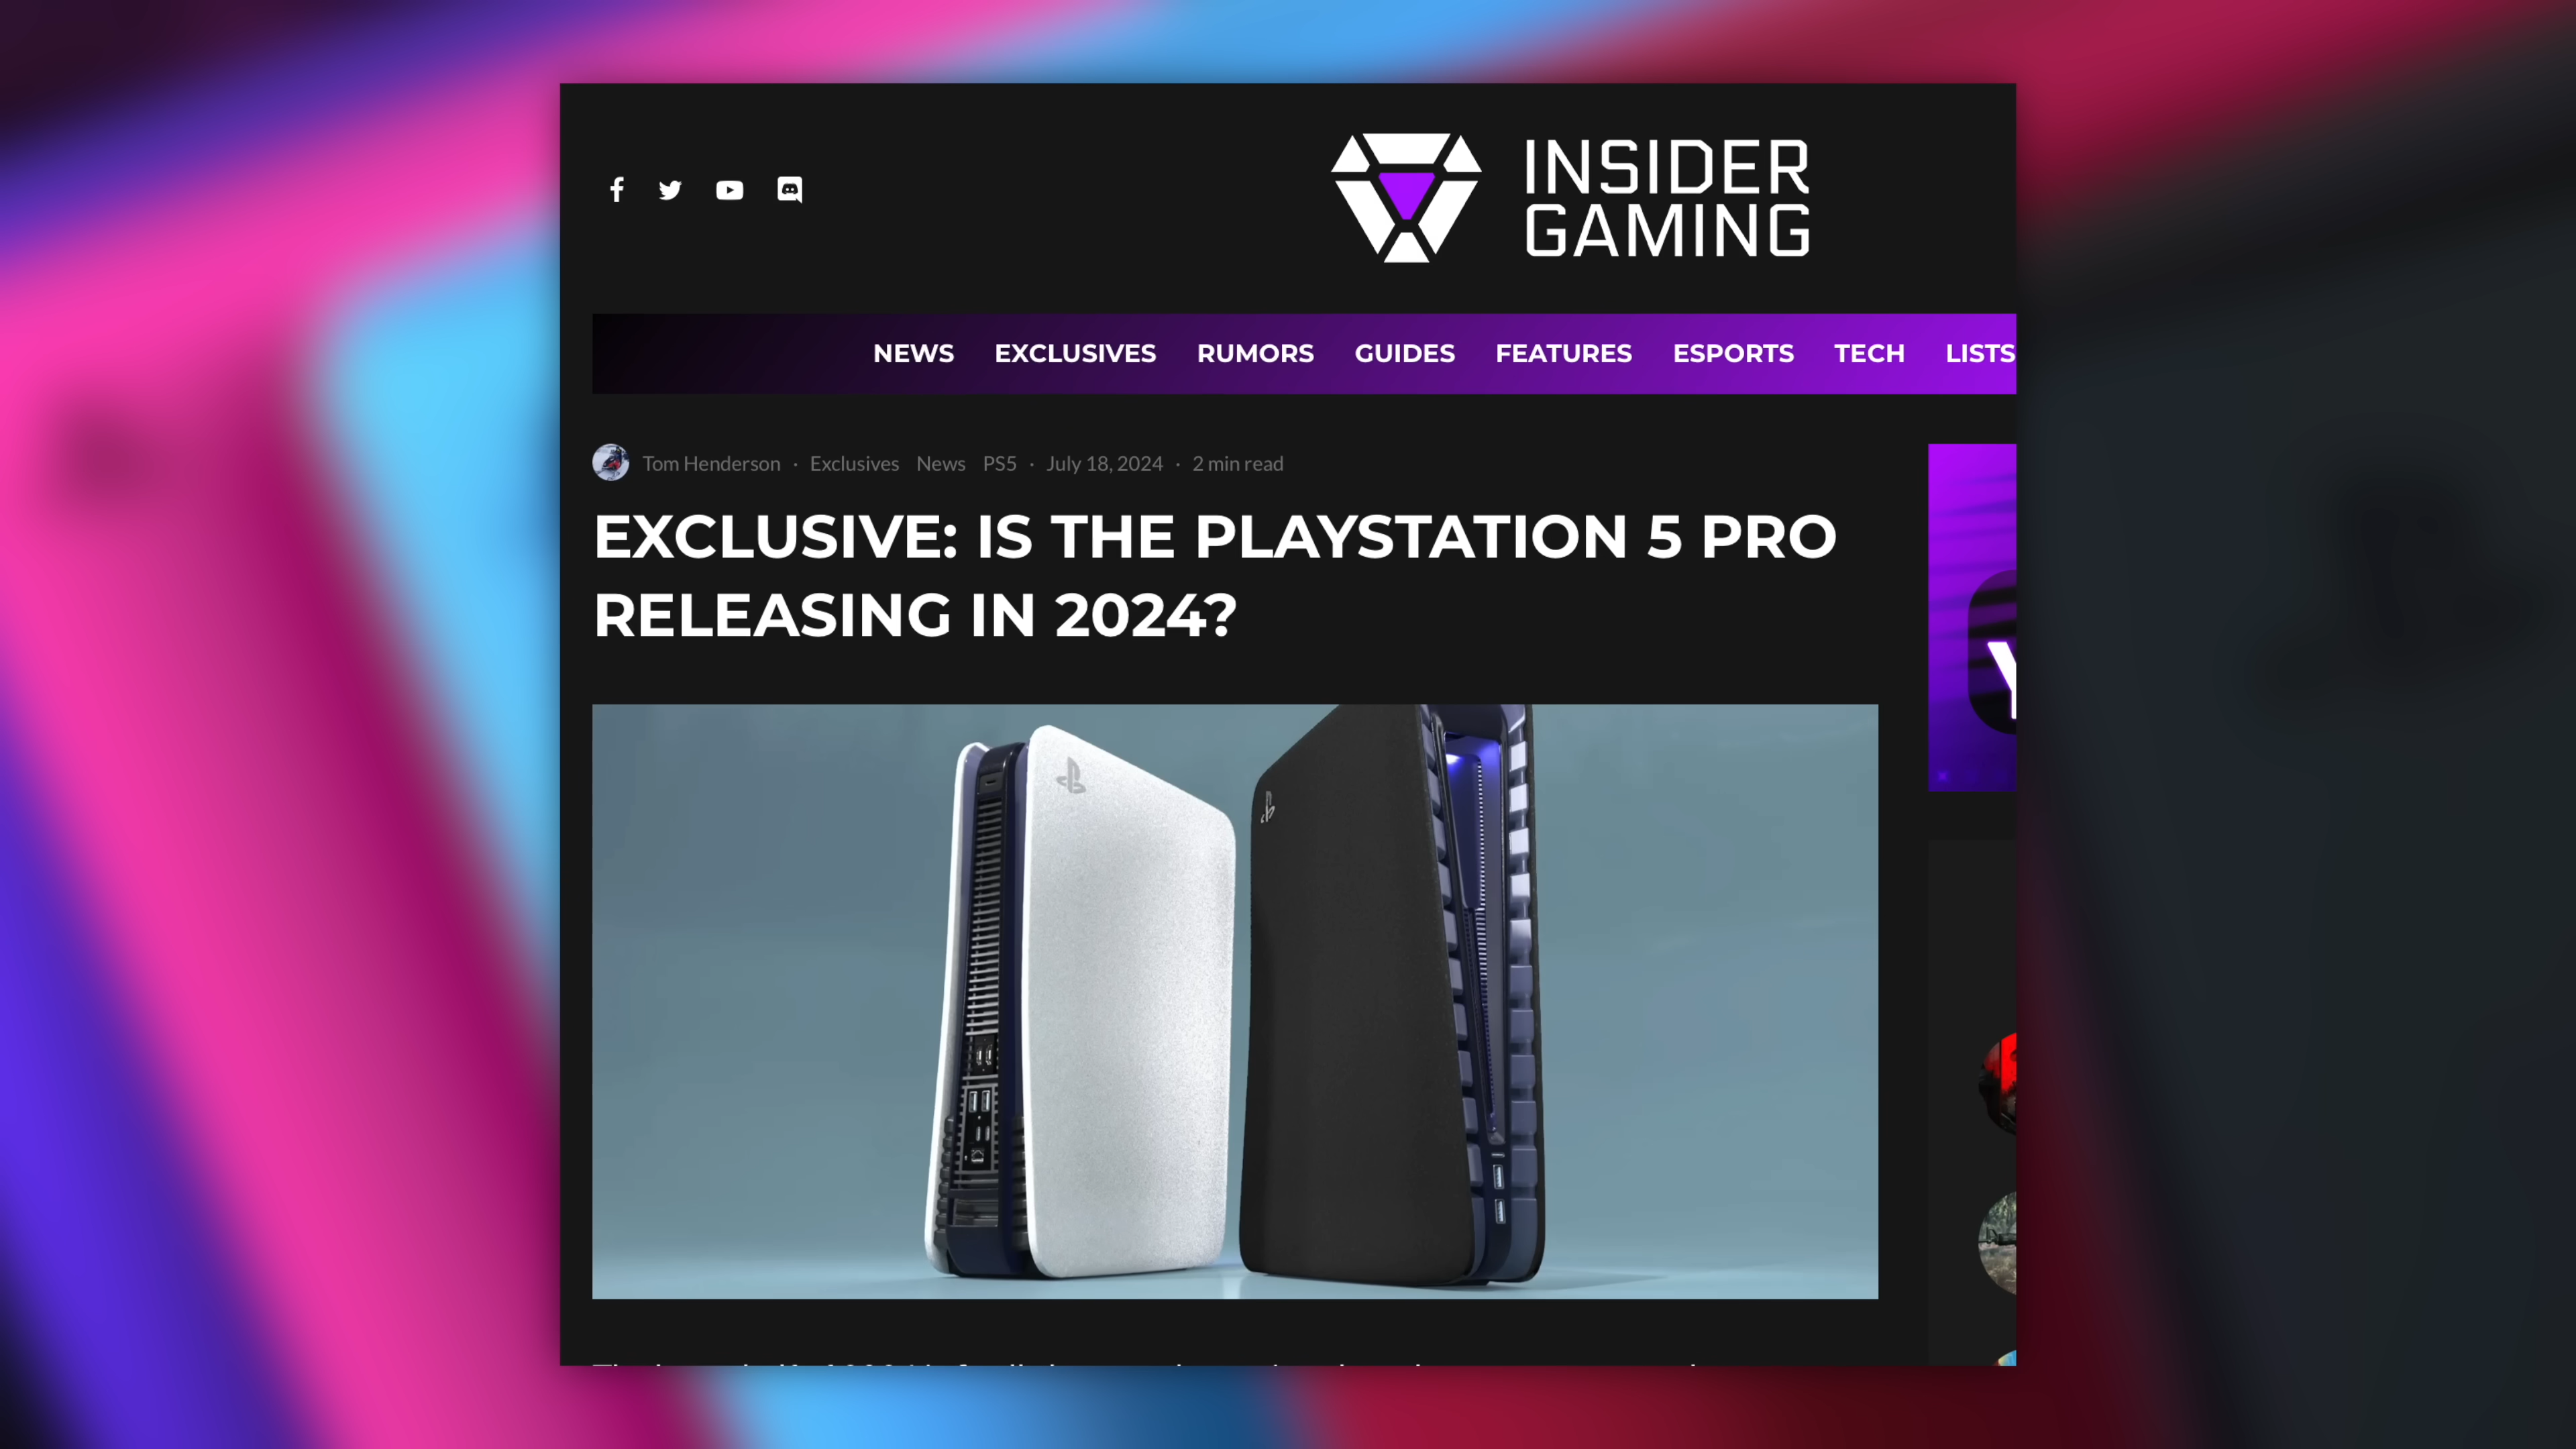 INSIDER
GAMING
NEWS EXCLUSIVES RUMORS GUIDES FEATURES ESPORTS TECH LISTS
Tom Henderson · Exclusives News PS5 · July 18, 2024 · 2 min read
EXCLUSIVE: IS THE PLAYSTATION 5 PRO
RELEASING IN 2024?